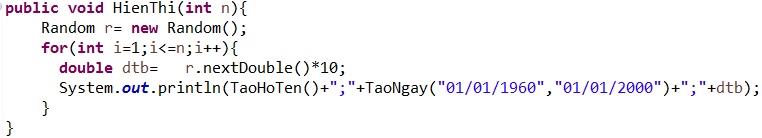 public void HienThi(int n){
Random r= new Random();
for(int i=1;i<=n;i++){
double dtb=   r.nextDouble()*10;
System.out.println(TaoHoTen()+";"+TaoNgay("01/01/1960","01/01/2000")+";"+dtb);
}
}